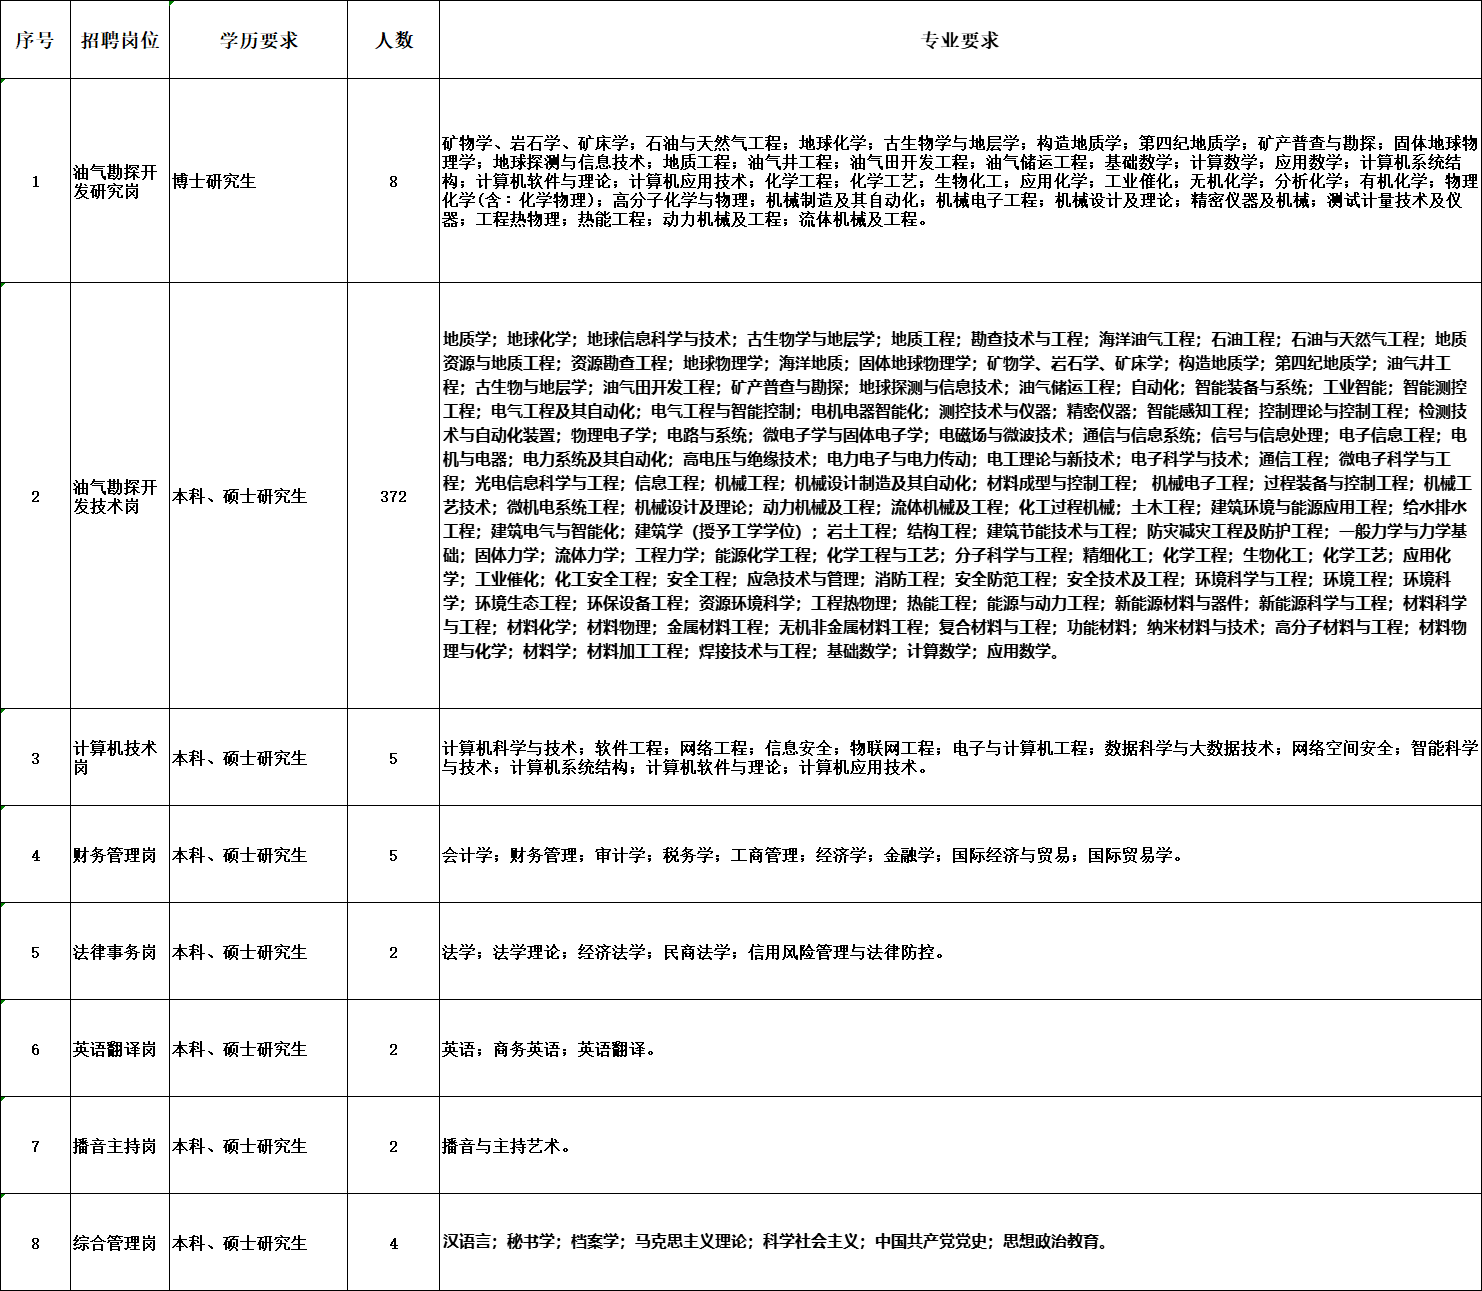 序号 招聘岗位 学历要求 人数 专业要求
1
油气勘探开
发研究岗
博士研究生
8
矿物学、岩石学、矿床学；石油与天然气工程；地球化学；古生物学与地层学；构造地质学；第四纪地质学；矿产普查与勘探；固体地球物
理学；地球探测与信息技术；地质工程；油气井工程；油气田开发工程；油气储运工程；基础数学；计算数学；应用数学；计算机系统结
构；计算机软件与理论；计算机应用技术；化学工程；化学工艺；生物化工；应用化学；工业催化；无机化学；分析化学；有机化学；物理
化学(含：化学物理)；高分子化学与物理；机械制造及其自动化；机械电子工程；机械设计及理论；精密仪器及机械；测试计量技术及仪
器；工程热物理；热能工程；动力机械及工程；流体机械及工程。
2
油气勘探开
发技术岗
本科、硕士研究生
372
地质学；地球化学；地球信息科学与技术；古生物学与地层学；地质工程；勘查技术与工程；海洋油气工程；石油工程；石油与天然气工程；地质
资源与地质工程；资源勘查工程；地球物理学；海洋地质；固体地球物理学；矿物学、岩石学、矿床学；构造地质学；第四纪地质学；油气井工
程；古生物与地层学；油气田开发工程；矿产普查与勘探；地球探测与信息技术；油气储运工程；自动化；智能装备与系统；工业智能；智能测控
工程；电气工程及其自动化；电气工程与智能控制；电机电器智能化；测控技术与仪器；精密仪器；智能感知工程；控制理论与控制工程；检测技
术与自动化装置；物理电子学；电路与系统；微电子学与固体电子学；电磁场与微波技术；通信与信息系统；信号与信息处理；电子信息工程；电
机与电器；电力系统及其自动化；高电压与绝缘技术；电力电子与电力传动；电工理论与新技术；电子科学与技术；通信工程；微电子科学与工
程；光电信息科学与工程；信息工程；机械工程；机械设计制造及其自动化；材料成型与控制工程； 机械电子工程；过程装备与控制工程；机械工
艺技术；微机电系统工程；机械设计及理论；动力机械及工程；流体机械及工程；化工过程机械；土木工程；建筑环境与能源应用工程；给水排水
工程；建筑电气与智能化；建筑学（授予工学学位）；岩土工程；结构工程；建筑节能技术与工程；防灾减灾工程及防护工程；一般力学与力学基
础；固体力学；流体力学；工程力学；能源化学工程；化学工程与工艺；分子科学与工程；精细化工；化学工程；生物化工；化学工艺；应用化
学；工业催化；化工安全工程；安全工程；应急技术与管理；消防工程；安全防范工程；安全技术及工程；环境科学与工程；环境工程；环境科
学；环境生态工程；环保设备工程；资源环境科学；工程热物理；热能工程；能源与动力工程；新能源材料与器件；新能源科学与工程；材料科学
与工程；材料化学；材料物理；金属材料工程；无机非金属材料工程；复合材料与工程；功能材料；纳米材料与技术；高分子材料与工程；材料物
理与化学；材料学；材料加工工程；焊接技术与工程；基础数学；计算数学；应用数学。
3
计算机技术
岗
本科、硕士研究生
5
计算机科学与技术；软件工程；网络工程；信息安全；物联网工程；电子与计算机工程；数据科学与大数据技术；网络空间安全；智能科学
与技术；计算机系统结构；计算机软件与理论；计算机应用技术。
4 财务管理岗 本科、硕士研究生 5 会计学；财务管理；审计学；税务学；工商管理；经济学；金融学；国际经济与贸易；国际贸易学。
5 法律事务岗 本科、硕士研究生 2 法学；法学理论；经济法学；民商法学；信用风险管理与法律防控。
6 英语翻译岗 本科、硕士研究生 2 英语；商务英语；英语翻译。
7 播音主持岗 本科、硕士研究生 2 播音与主持艺术。
8 综合管理岗 本科、硕士研究生 4 汉语言；秘书学；档案学；马克思主义理论；科学社会主义；中国共产党党史；思想政治教育。